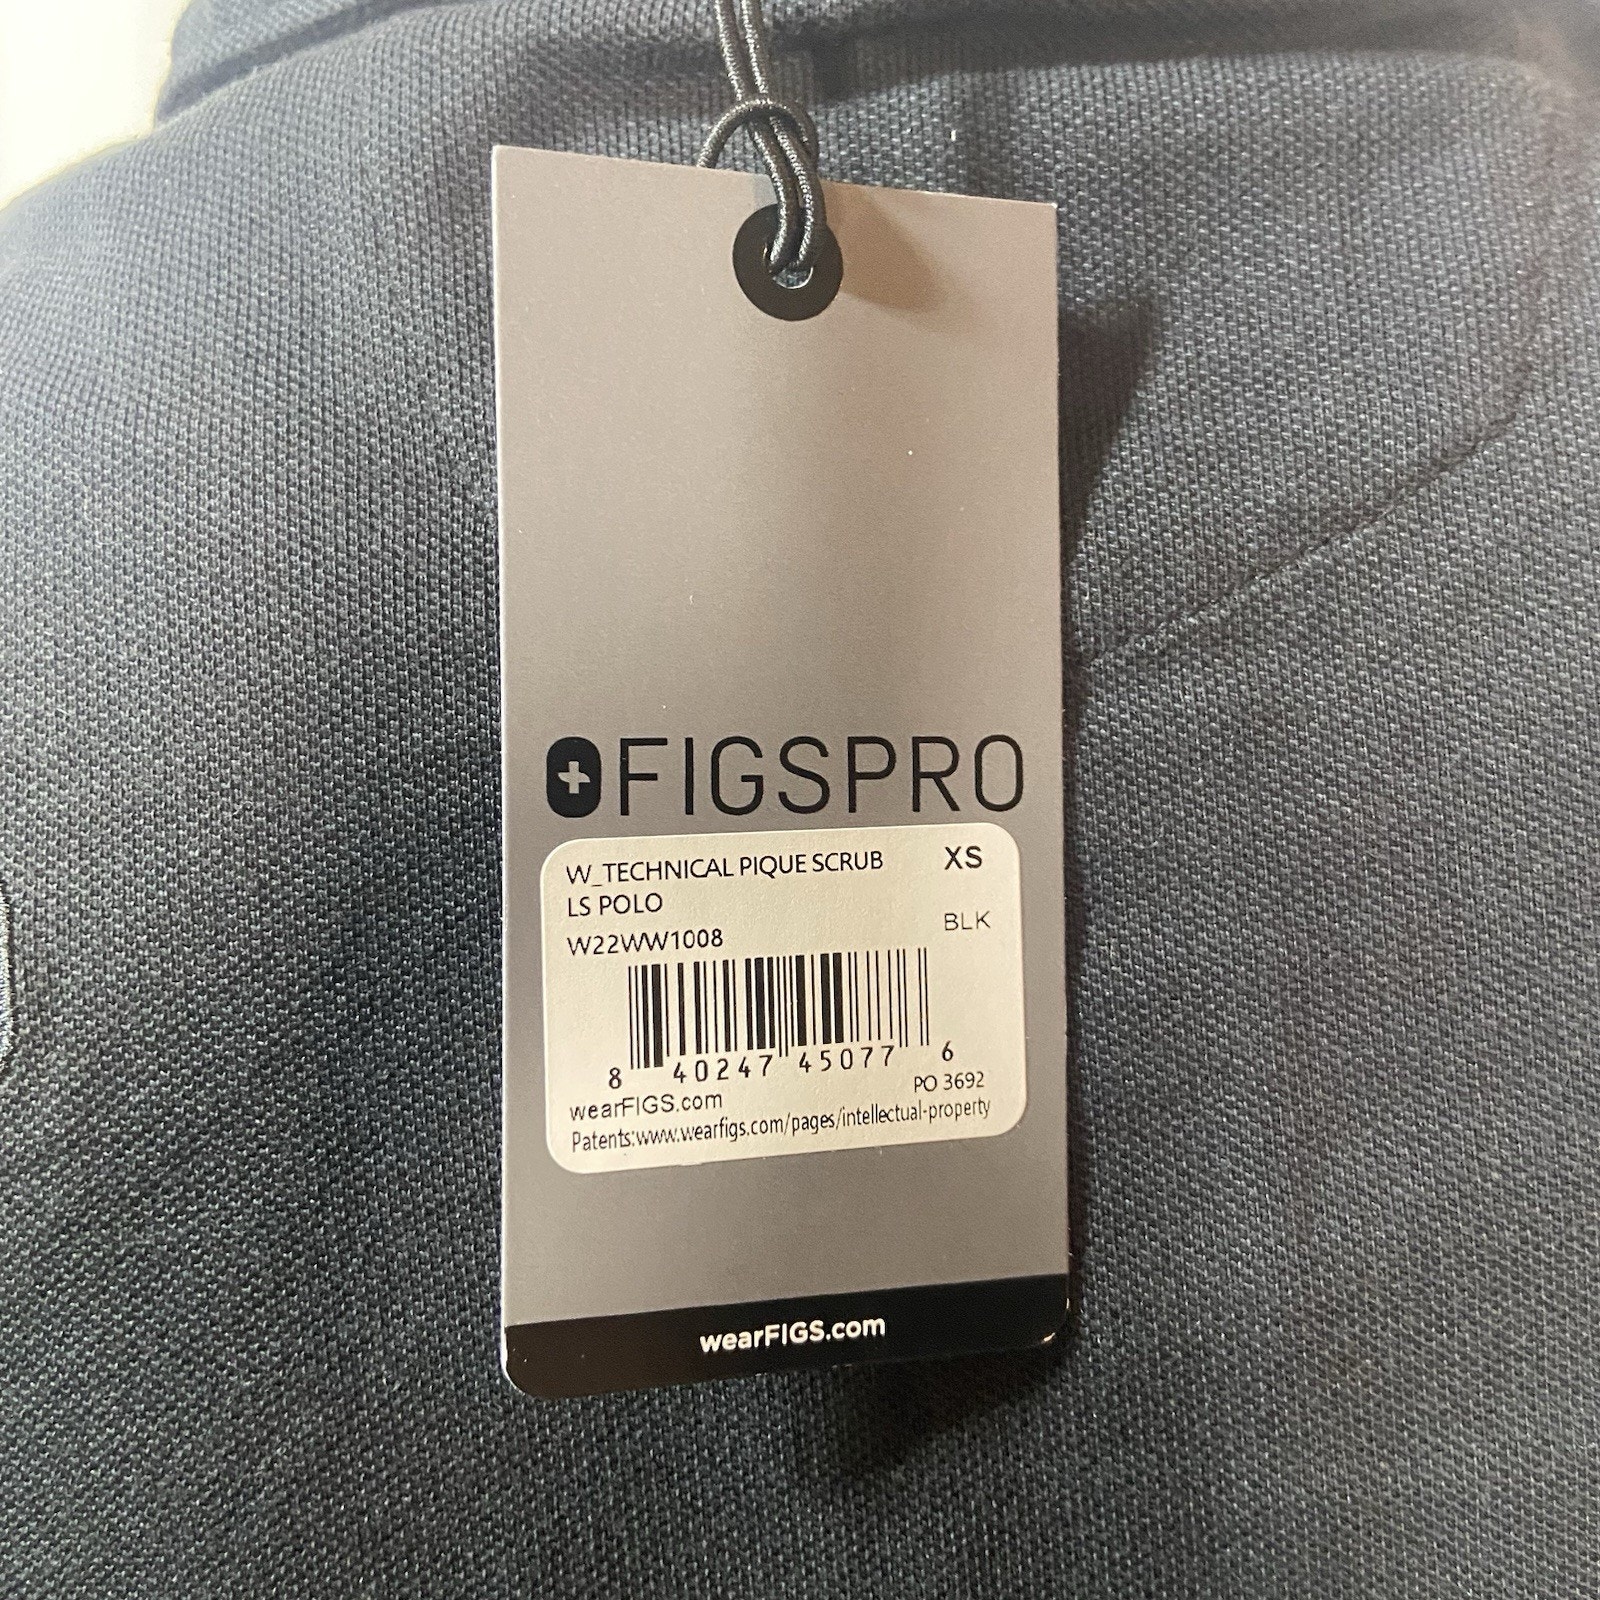 FIGSPRO
W_TECHNICAL PIQUE SCRUB XS
LS POLO
BLK
W22WW1008
8 40247 45077 6
PO 3692
wearFIGS.com
Patents:www.wearfigs.com/pages/intellectual-property
wearFIGS.com